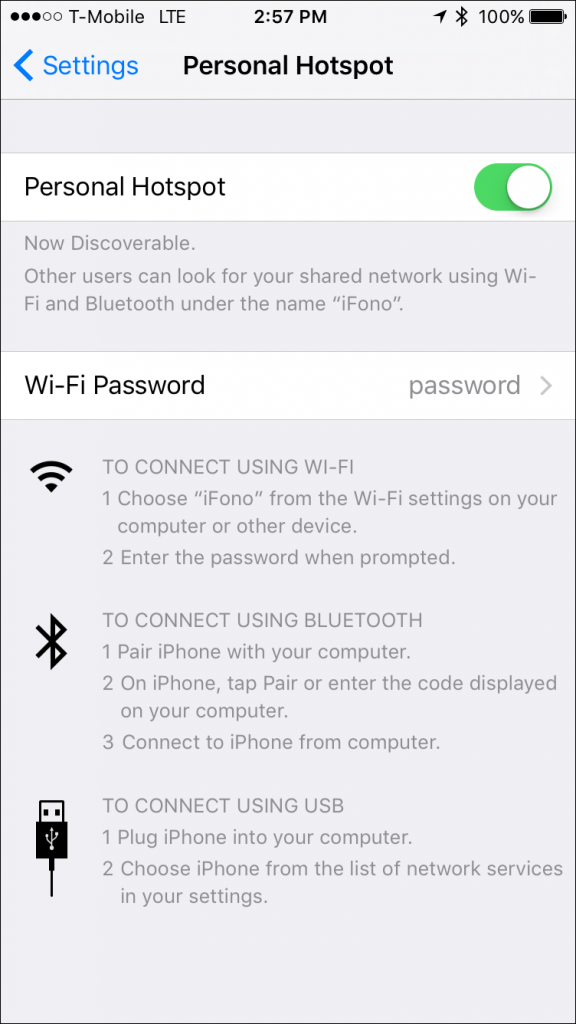 T-Mobile LTE 2:57 PM 100%
Settings Personal Hotspot
Personal Hotspot
Now Discoverable.
Other users can look for your shared network using Wi-
Fi and Bluetooth under the name “iFono”.
Wi-Fi Password password
TO CONNECT USING WI-FI
1 Choose “iFono” from the Wi-Fi settings on your
computer or other device.
2 Enter the password when prompted.
TO CONNECT USING BLUETOOTH
1 Pair iPhone with your computer.
2 On iPhone, tap Pair or enter the code displayed
on your computer.
3 Connect to iPhone from computer.
TO CONNECT USING USB
1 Plug iPhone into your computer.
2 Choose iPhone from the list of network services
in your settings.